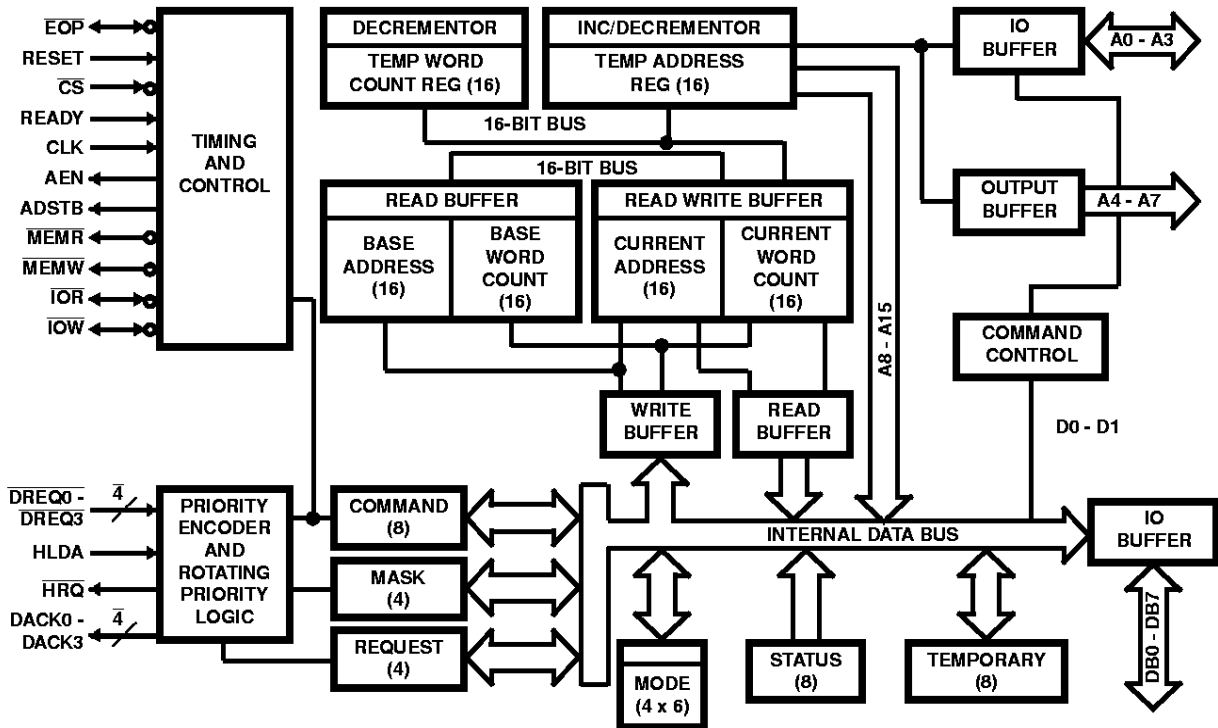 EOP
RESET
CS
READY
CLK
AEN
ADSTB
MEMR
MEMW
IOR
IOW
TIMING
AND
CONTROL
DECREMENTOR
TEMP WORD
COUNT REG (16)
INC/DECREMENTOR
TEMP ADDRESS
REG (16)
16-BIT BUS
16-BIT BUS
READ BUFFER
BASE
ADDRESS
(16)
BASE
WORD
COUNT
(16)
READ WRITE BUFFER
CURRENT
ADDRESS
(16)
CURRENT
WORD
COUNT
(16)
WRITE
BUFFER
READ
BUFFER
A8 - A15
IO
BUFFER
A0 - A3
OUTPUT
BUFFER
A4 - A7
COMMAND
CONTROL
D0 - D1
DREQ0 -
DREQ3
4
HLDA
HRQ
DACK0 -
DACK3
4
PRIORITY
ENCODER
AND
ROTATING
PRIORITY
LOGIC
COMMAND
(8)
MASK
(4)
REQUEST
(4)
INTERNAL DATA BUS
IO
BUFFER
DB0 - DB7
MODE
(4 x 6)
STATUS
(8)
TEMPORARY
(8)